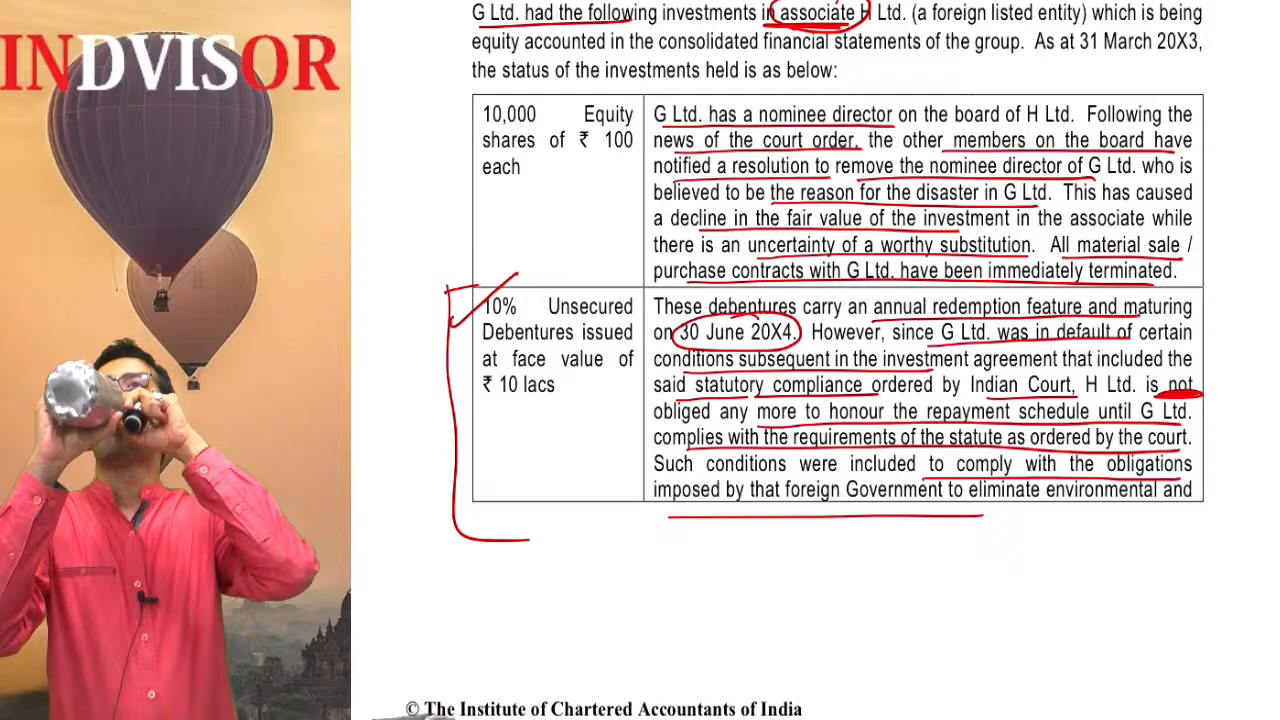 G Ltd. had the following investments in associate H Ltd. (a foreign listed entity) which is being
equity accounted in the consolidated financial statements of the group. As at 31 March 20X3,
the status of the investments held is as below:
INDVISOR
10,000 Equity
shares of ₹ 100
each
G Ltd. has a nominee director on the board of H Ltd. Following the
news of the court order, the other members on the board have
notified a resolution to remove the nominee director of G Ltd. who is
believed to be the reason for the disaster in G Ltd. This has caused
a decline in the fair value of the investment in the associate while
there is an uncertainty of a worthy substitution. All material sale /
purchase contracts with G Ltd. have been immediately terminated.
10% Unsecured
Debentures issued
at face value of
₹ 10 lacs
These debentures carry an annual redemption feature and maturing
on 30 June 20X4. However, since G Ltd. was in default of certain
conditions subsequent in the investment agreement that included the
said statutory compliance ordered by Indian Court, H Ltd. is not
obliged any more to honour the repayment schedule until G Ltd.
complies with the requirements of the statute as ordered by the court.
Such conditions were included to comply with the obligations
imposed by that foreign Government to eliminate environmental and
© The Institute of Chartered Accountants of India